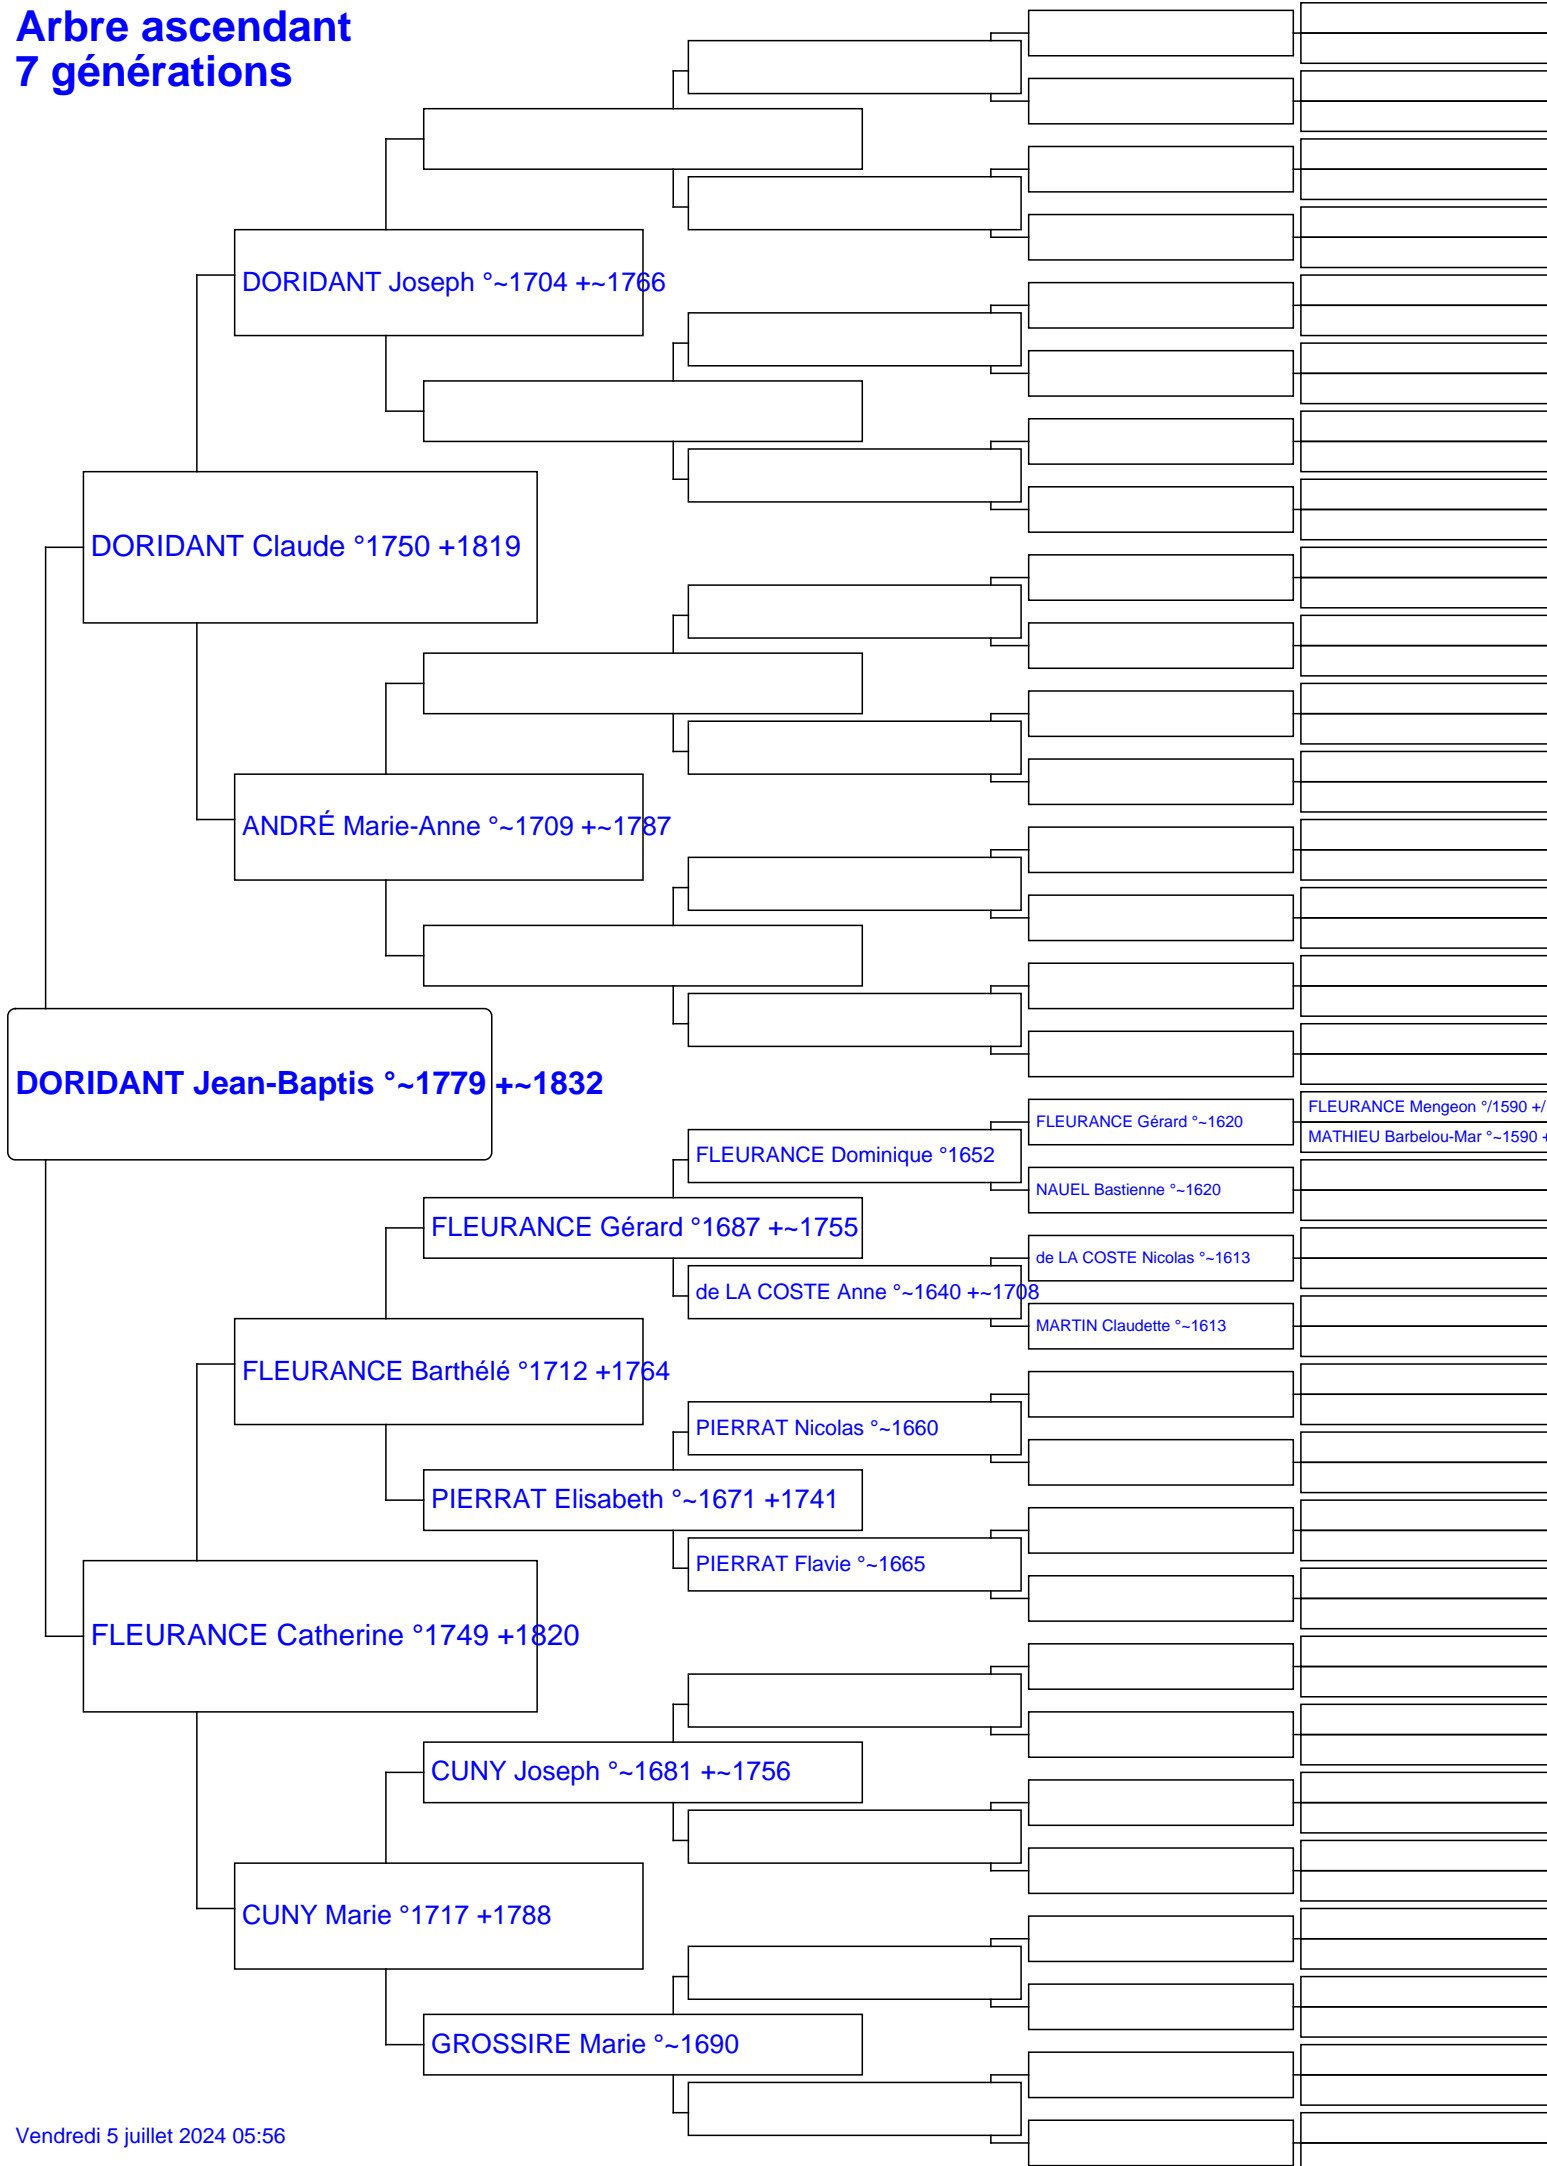 Arbre ascendant
7 générations
DORIDANT Joseph °~1704 +~1766
DORIDANT Claude °1750 +1819
ANDRÉ Marie-Anne °~1709 +~1787
DORIDANT Jean-Baptis °~1779 +~1832
FLEURANCE Mengeon °/1590 +/
FLEURANCE Gérard °~1620
MATHIEU Barbelou-Mar °~1590 +
FLEURANCE Dominique °1652
NAUEL Bastienne °~1620
FLEURANCE Gérard °1687 +~1755
de LA COSTE Nicolas °~1613
de LA COSTE Anne °~1640 +~1708
MARTIN Claudette °~1613
FLEURANCE Barthélé °1712 +1764
PIERRAT Nicolas °~1660
PIERRAT Elisabeth °~1671 +1741
PIERRAT Flavie °~1665
FLEURANCE Catherine °1749 +1820
CUNY Joseph °~1681 +~1756
CUNY Marie °1717 +1788
GROSSIRE Marie °~1690
Vendredi 5 juillet 2024 05:56